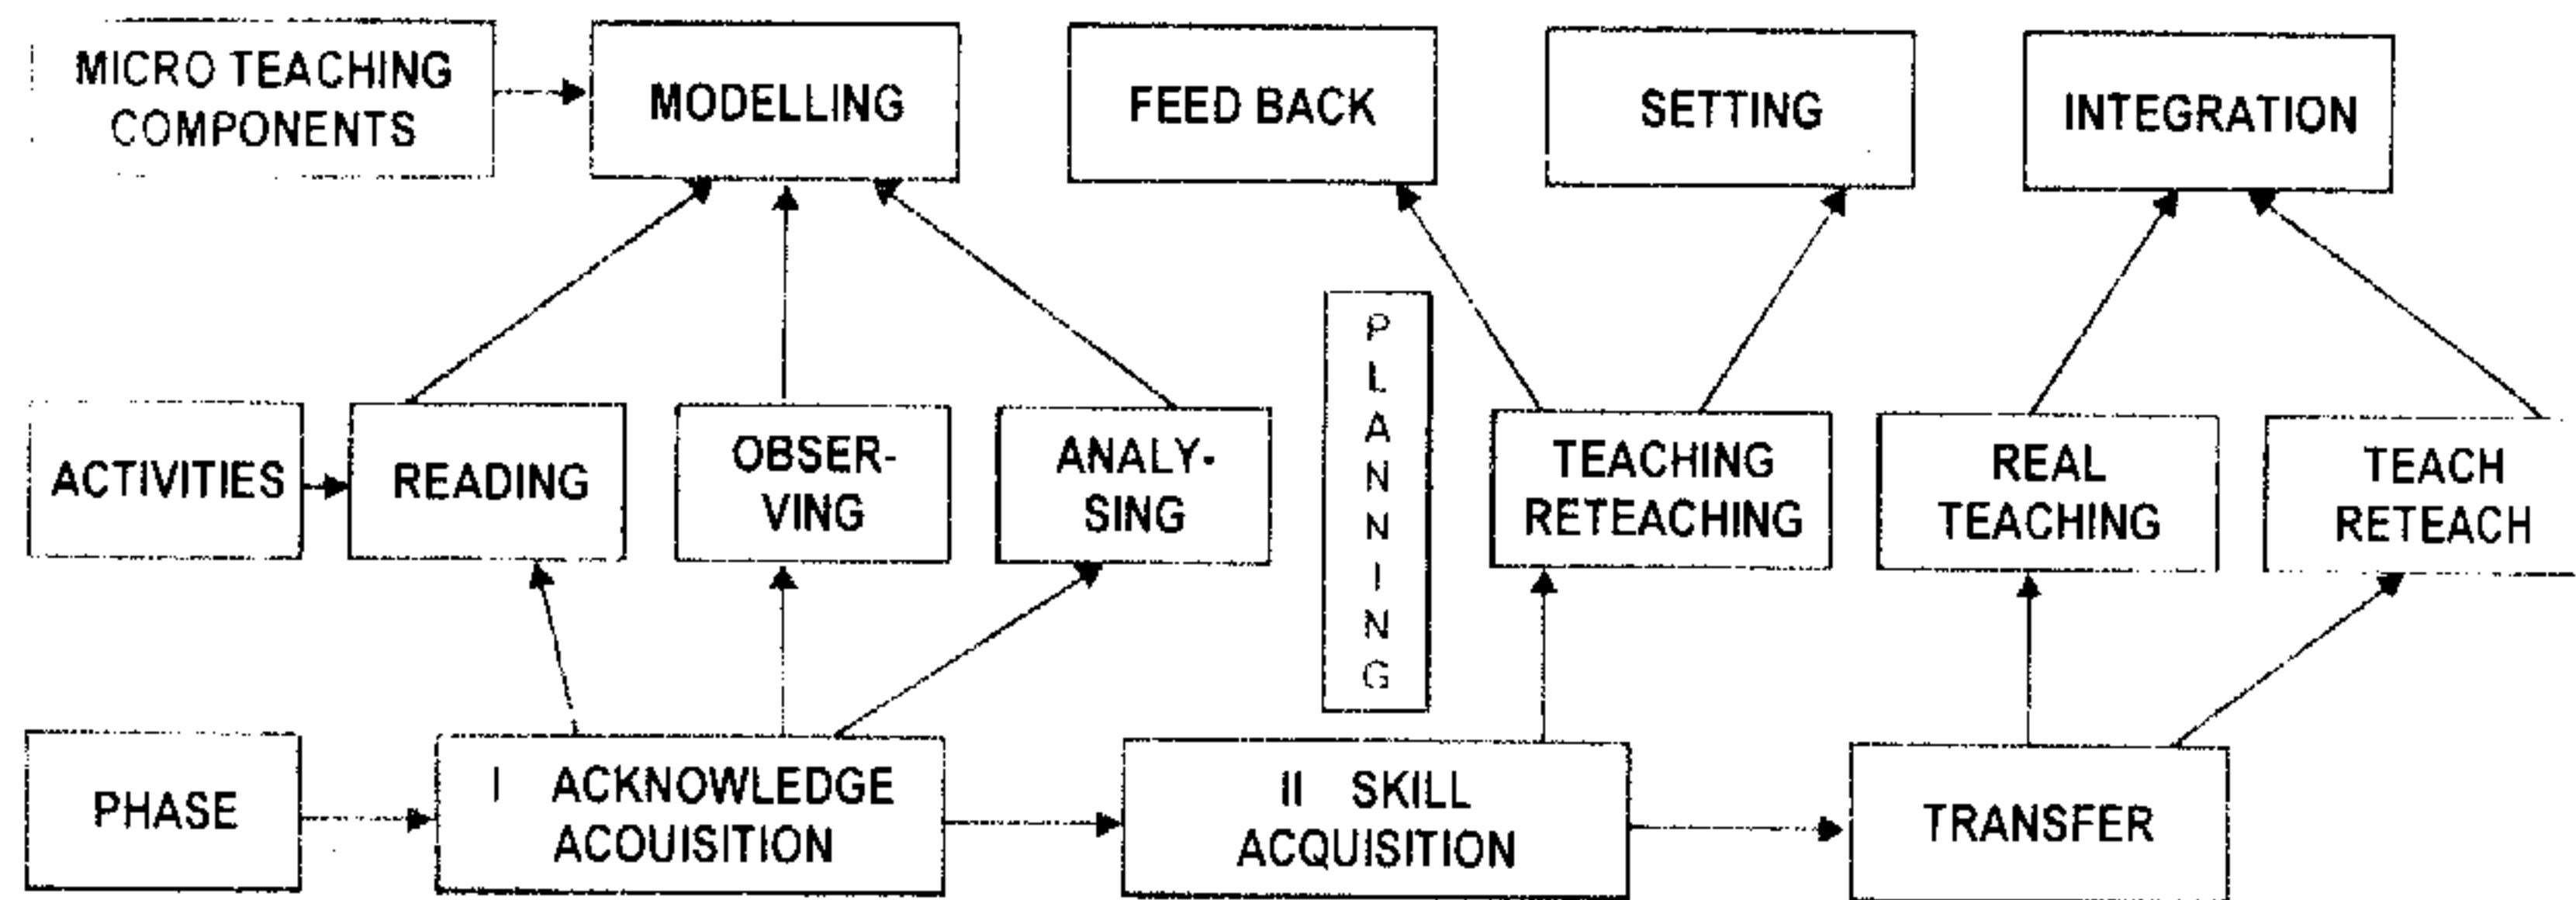 MICRO TEACHING
COMPONENTS
MODELLING
FEED BACK
SETTING
INTEGRATION
P
L
A
N
N
I
N
G
ACTIVITIES
READING
OBSER-
VING
ANALY-
SING
TEACHING
RETEACHING
REAL
TEACHING
TEACH
RETEACH
PHASE
I ACKNOWLEDGE
ACOUISITION
II SKILL
ACQUISITION
TRANSFER